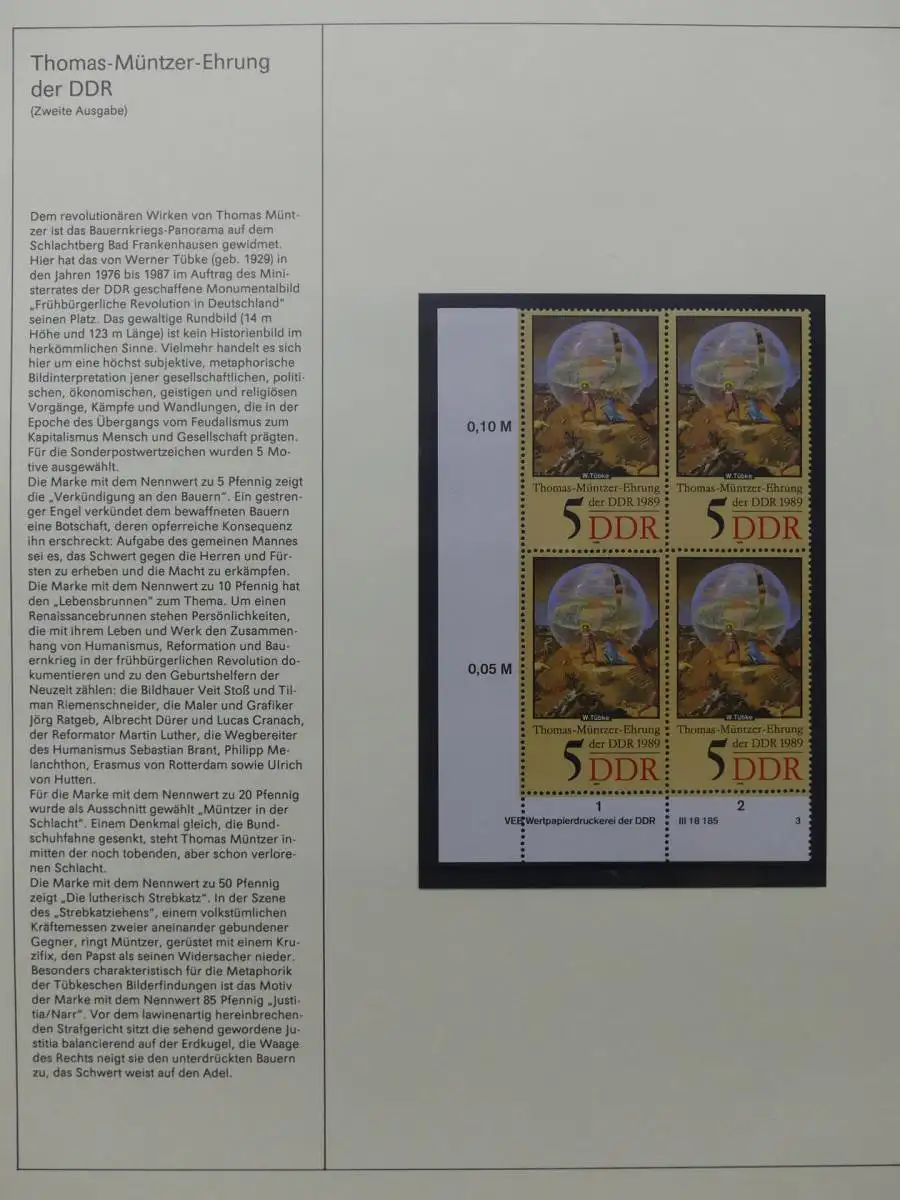 Thomas-Müntzer-Ehrung
der DDR
(Zweite Ausgabe)
Dem revolutionären Wirken von Thomas Münt-
zer ist das Bauernkriegs-Panorama auf dem
Schlachtberg Bad Frankenhausen gewidmet.
Hier hat das von Werner Tübke (geb. 1929) in
den Jahren 1976 bis 1987 im Auftrag des Mini-
sterrates der DDR geschaffene Monumentalbild
„Frühbürgerliche Revolution in Deutschland"
seinen Platz. Das gewaltige Rundbild (14 m
Höhe und 123 m Länge) ist kein Historienbild im
herkömmlichen Sinne. Vielmehr handelt es sich
hier um eine höchst subjektive, metaphorische
Bildinterpretation jener gesellschaftlichen, politi-
schen, ökonomischen, geistigen und religiösen
Vorgänge, Kämpfe und Wandlungen, die in der
Epoche des Übergangs vom Feudalismus zum
Kapitalismus Mensch und Gesellschaft prägten.
Für die Sonderpostwertzeichen wurden 5 Mo-
tive ausgewählt.
Die Marke mit dem Nennwert zu 5 Pfennig zeigt
die „Verkündigung an den Bauern". Ein gestren-
ger Engel verkündet dem bewaffneten Bauern
eine Botschaft, deren opferreiche Konsequenz
ihn erschreckt: Aufgabe des gemeinen Mannes
sei es, das Schwert gegen die Herren und Für-
sten zu erheben und die Macht zu erkämpfen.
Die Marke mit dem Nennwert zu 10 Pfennig hat
den „Lebensbrunnen" zum Thema. Um einen
Renaissancebrunnen stehen Persönlichkeiten,
die mit ihrem Leben und Werk den Zusammen-
hang von Humanismus, Reformation und Bau-
ernkrieg in der frühbürgerlichen Revolution do-
kumentieren und zu den Geburtshelfern der
Neuzeit zählen: die Bildhauer Veit Stoß und Til-
man Riemenschneider, die Maler und Grafiker
Jörg Ratgeb, Albrecht Dürer und Lucas Cranach,
der Reformator Martin Luther, die Wegbereiter
des Humanismus Sebastian Brant, Philipp Me-
lanchthon, Erasmus von Rotterdam sowie Ulrich
von Hutten.
Für die Marke mit dem Nennwert zu 20 Pfennig
wurde als Ausschnitt gewählt „Müntzer in der
Schlacht". Einem Denkmal gleich, die Bund-
schuhfahne gesenkt, steht Thomas Müntzer in-
mitten der noch tobenden, aber schon verlore-
nen Schlacht.
Die Marke mit dem Nennwert zu 50 Pfennig
zeigt „Die lutherisch Strebkatz". In der Szene
des „Strebkatziehens", einem volkstümlichen
Kräftemessen zweier aneinander gebundener
Gegner, ringt Müntzer, gerüstet mit einem Kru-
zifix, den Papst als seinen Widersacher nieder.
Besonders charakteristisch für die Metaphorik
der Tübkeschen Bilderfindungen ist das Motiv
der Marke mit dem Nennwert 85 Pfennig „Justi-
tia/Narr". Vor dem lawinenartig hereinbrechen-
den Strafgericht sitzt die sehend gewordene Ju-
stitia balancierend auf der Erdkugel, die Waage
des Rechts neigt sie den unterdrückten Bauern
zu, das Schwert weist auf den Adel.
0,10 M
W.Tübke
Thomas-Müntzer-Ehrung
der DDR 1989
5 DDR
W.Tübke
Thomas-Müntzer-Ehrung
der DDR 1989
5 DDR
0,05 M
W.Tübke
Thomas-Müntzer-Ehrung
der DDR 1989
5 DDR
W.Tübke
Thomas-Müntzer-Ehrung
der DDR 1989
5 DDR
1 2
VEB Wertpapierdruckerei der DDR III 18 185 3